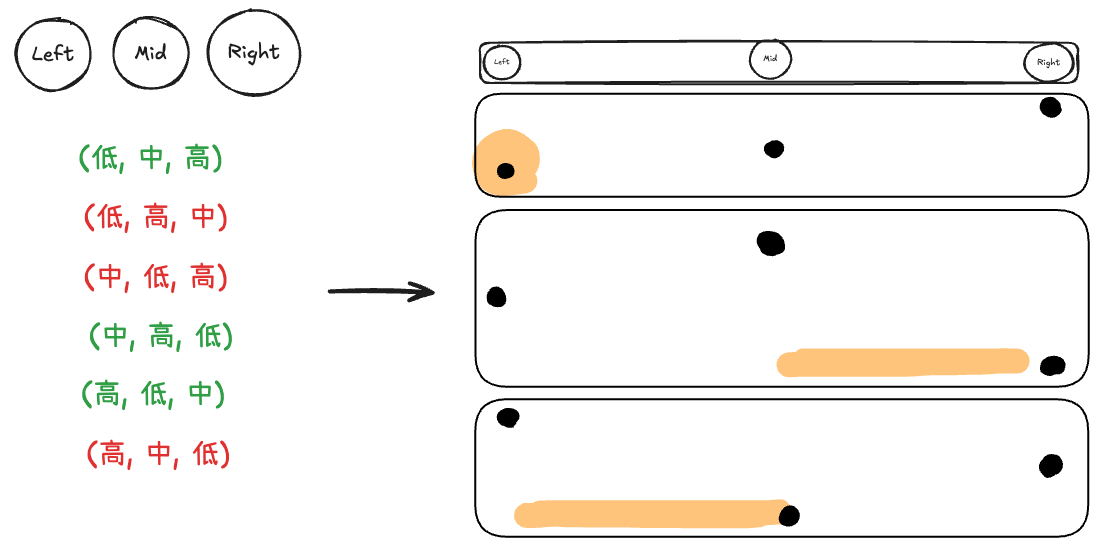 Left Mid Right
Left Mid Right
(低, 中, 高)
(低, 高, 中)
(中, 低, 高)
(中, 高, 低)
(高, 低, 中)
(高, 中, 低)